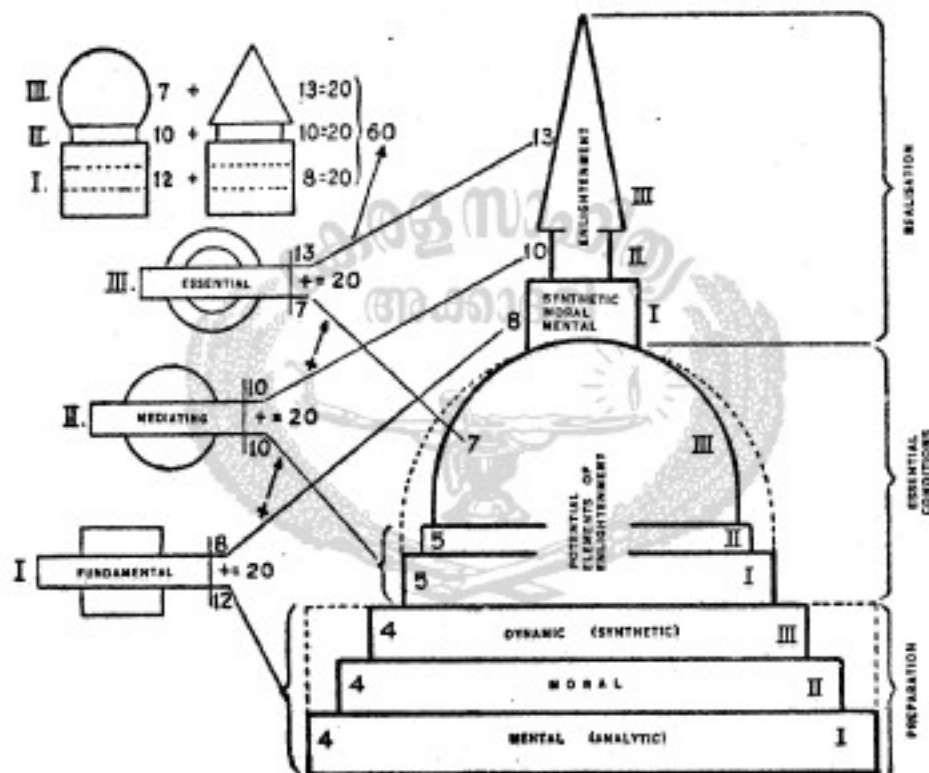 III. 7 + 13=20
II. 10 + 10=20 60
I. 12 + 8=20
III. ESSENTIAL 13 + = 20 7
II. MEDIATING 10 + = 20 10
I FUNDAMENTAL 8 + = 20 12
+
+
13
10
8
7
ENLIGHTENMENT
III
II.
SYNTHETIC
MORAL
MENTAL
I
III
POTENTIAL
ELEMENTS OF
ENLIGHTENMENT
5 II
5 I
4 DYNAMIC (SYNTHETIC) III
4 MORAL II
4 MENTAL (ANALYTIC) I
REALISATION
ESSENTIAL
CONDITIONS
PREPARATION
കേരള സാഹിത്യ
അക്കാദമി